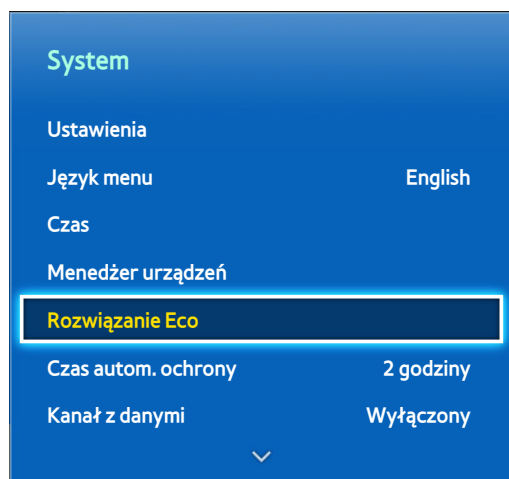 System
Ustawienia
Język menu English
Czas
Menedżer urządzeń
Rozwiązanie Eco
Czas autom. ochrony 2 godziny
Kanał z danymi Wyłączony